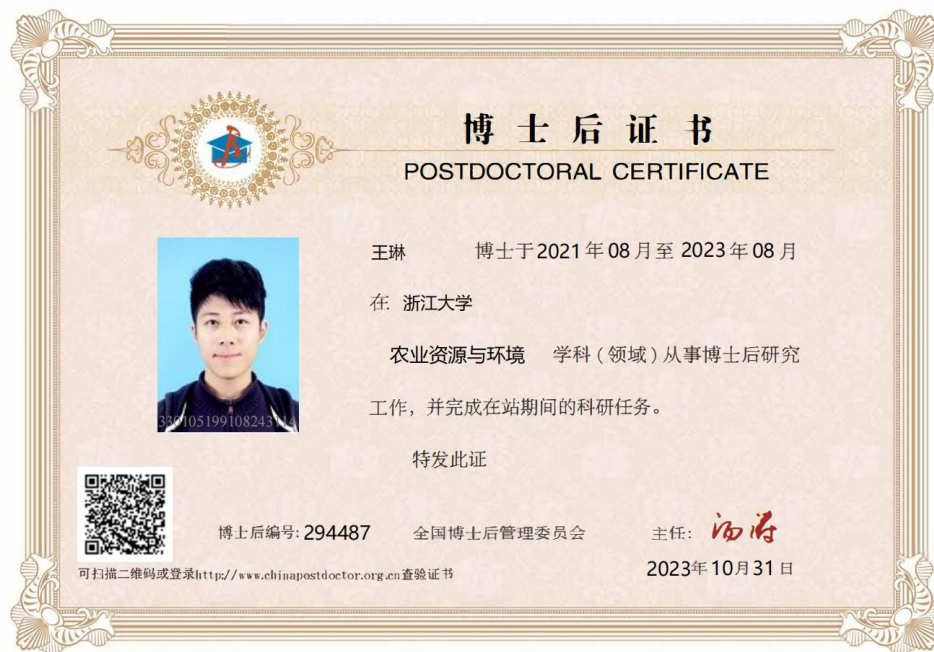 博士后证书
POSTDOCTORAL CERTIFICATE
王琳 博士于2021年08月至2023年08月
在 浙江大学
农业资源与环境 学科（领域）从事博士后研究
工作，并完成在站期间的科研任务。
特发此证
博士后编号: 294487 全国博士后管理委员会 主任:
可扫描二维码或登录http://www.chinapostdoctor.org.cn查验证书
2023年10月31日